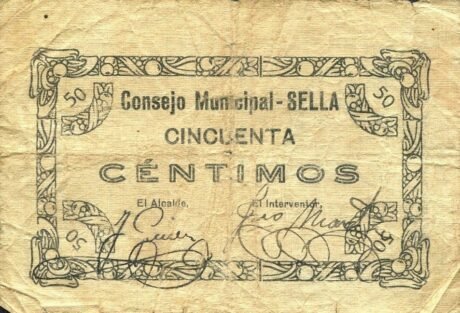 50 50
Consejo Municipal - SELLA
CINCUENTA
CÉNTIMOS
El Alcalde, El Interventor,
50 50